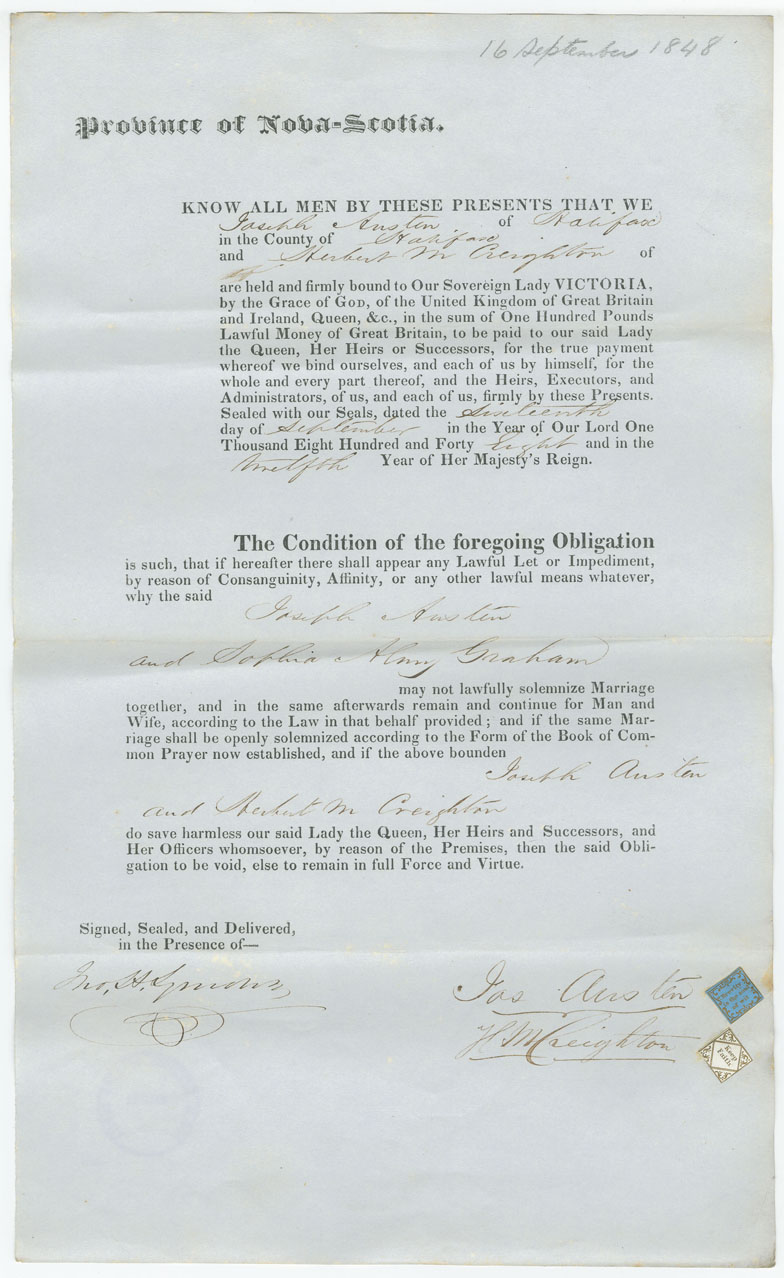 16 September 1848
Province of Nova-Scotia.
KNOW ALL MEN BY THESE PRESENTS THAT WE
Joseph Austen of Halifax
in the County of Halifax
and Herbert M Creighton of
are held and firmly bound to Our Sovereign Lady VICTORIA,
by the Grace of GOD, of the United Kingdom of Great Britain
and Ireland, Queen, &c., in the sum of One Hundred Pounds
Lawful Money of Great Britain, to be paid to our said Lady
the Queen, Her Heirs or Successors, for the true payment
whereof we bind ourselves, and each of us by himself, for the
whole and every part thereof, and the Heirs, Executors, and
Administrators, of us, and each of us, firmly by these Presents.
Sealed with our Seals, dated the Sixteenth
day of September in the Year of Our Lord One
Thousand Eight Hundred and Forty Eight and in the
twelfth Year of Her Majesty's Reign.
The Condition of the foregoing Obligation
is such, that if hereafter there shall appear any Lawful Let or Impediment,
by reason of Consanguinity, Affinity, or any other lawful means whatever,
why the said
Joseph Austen
and Sophia Almy Graham
may not lawfully solemnize Marriage
together, and in the same afterwards remain and continue for Man and
Wife, according to the Law in that behalf provided; and if the same Mar-
riage shall be openly solemnized according to the Form of the Book of Com-
mon Prayer now established, and if the above bounden
Joseph Austen
and Herbert M Creighton
do save harmless our said Lady the Queen, Her Heirs and Successors, and
Her Officers whomsoever, by reason of the Premises, then the said Obli-
gation to be void, else to remain in full Force and Virtue.
Signed, Sealed, and Delivered,
in the Presence of—
Jno. H.
Jos Austen
H M Creighton
Keep
Faith